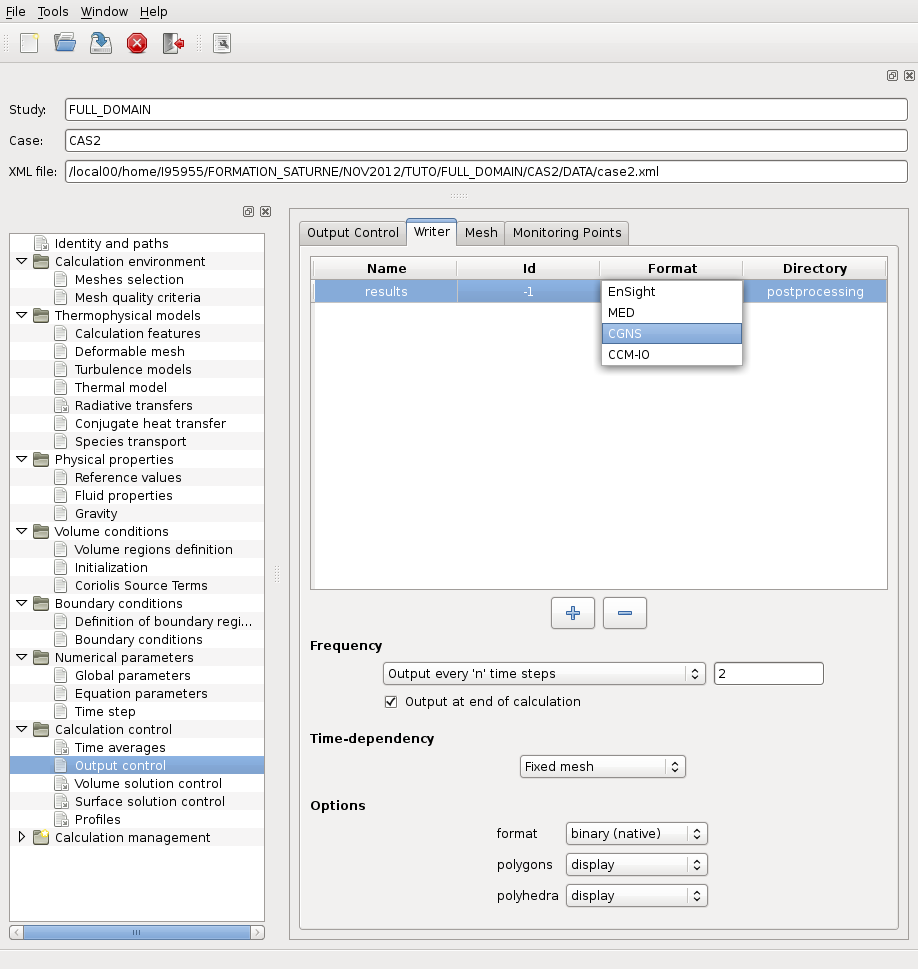 File Tools Window Help
Study: FULL_DOMAIN
Case: CAS2
XML file: /local00/home/I95955/FORMATION_SATURNE/NOV2012/TUTO/FULL_DOMAIN/CAS2/DATA/case2.xml
Identity and paths
Calculation environment
Meshes selection
Mesh quality criteria
Thermophysical models
Calculation features
Deformable mesh
Turbulence models
Thermal model
Radiative transfers
Conjugate heat transfer
Species transport
Physical properties
Reference values
Fluid properties
Gravity
Volume conditions
Volume regions definition
Initialization
Coriolis Source Terms
Boundary conditions
Definition of boundary regi...
Boundary conditions
Numerical parameters
Global parameters
Equation parameters
Time step
Calculation control
Time averages
Output control
Volume solution control
Surface solution control
Profiles
Calculation management
Output Control Writer Mesh Monitoring Points
Name Id Format Directory
results -1 EnSight postprocessing
MED
CGNS
CCM-IO
Frequency
Output every 'n' time steps 2
Output at end of calculation
Time-dependency
Fixed mesh
Options
format binary (native)
polygons display
polyhedra display